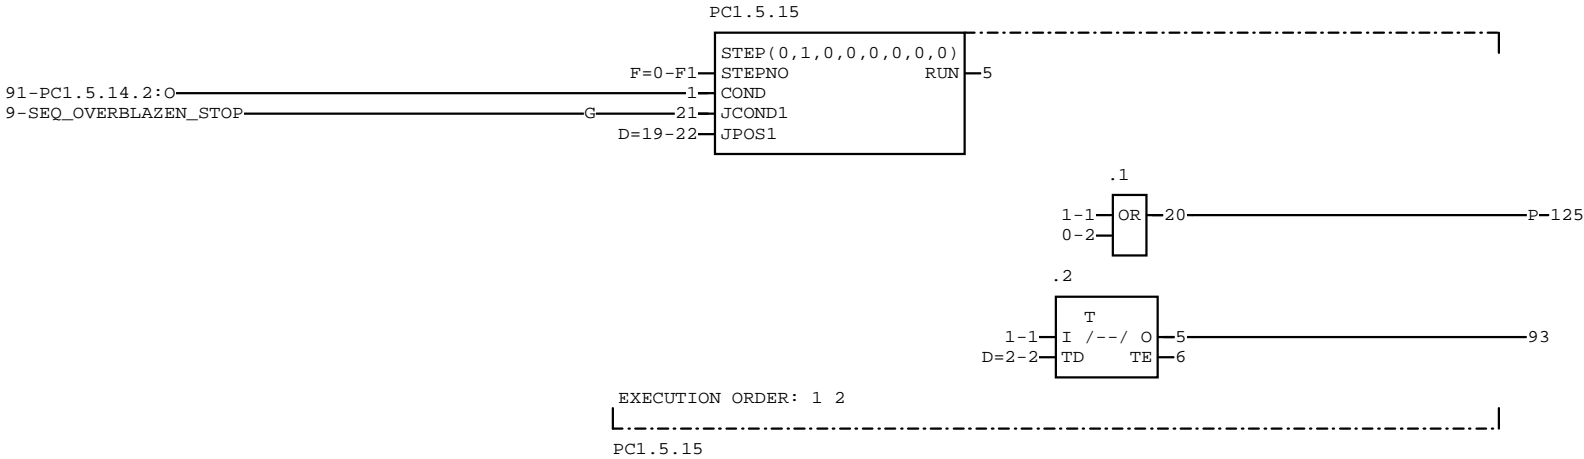 PC1.5.15
STEP(0,1,0,0,0,0,0,0)
F=0-F1 STEPNO RUN 5
91-PC1.5.14.2:O 1 COND
9-SEQ_OVERBLAZEN_STOP G 21 JCOND1
D=19-22 JPOS1
.1
1-1 OR 20 P-125
0-2
.2
T
1-1 I /--/ O 5 93
D=2-2 TD TE 6
EXECUTION ORDER: 1 2
PC1.5.15